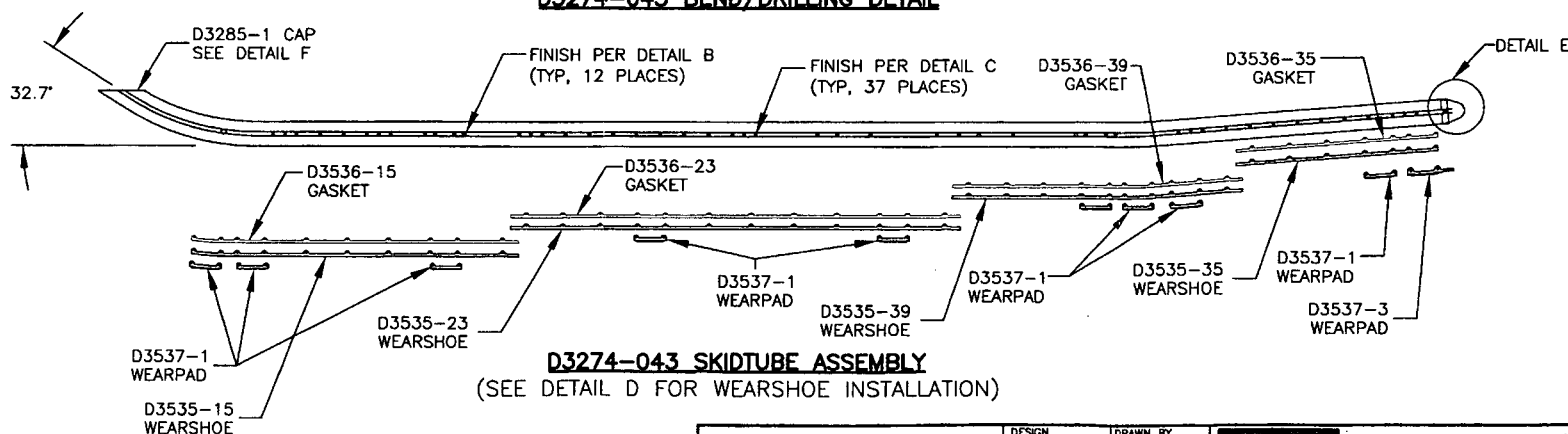 D3274-043 BEND/DRILLING DETAIL
D3285-1 CAP
SEE DETAIL F
FINISH PER DETAIL B
(TYP, 12 PLACES)
FINISH PER DETAIL C
(TYP, 37 PLACES)
D3536-39
GASKET
D3536-35
GASKET
DETAIL E
32.7°
D3536-15
GASKET
D3536-23
GASKET
D3537-1
WEARPAD
D3535-15
WEARSHOE
D3535-23
WEARSHOE
D3537-1
WEARPAD
D3535-39
WEARSHOE
D3537-1
WEARPAD
D3535-35
WEARSHOE
D3537-1
WEARPAD
D3537-3
WEARPAD
D3274-043 SKIDTUBE ASSEMBLY
(SEE DETAIL D FOR WEARSHOE INSTALLATION)
DESIGN
DRAWN BY